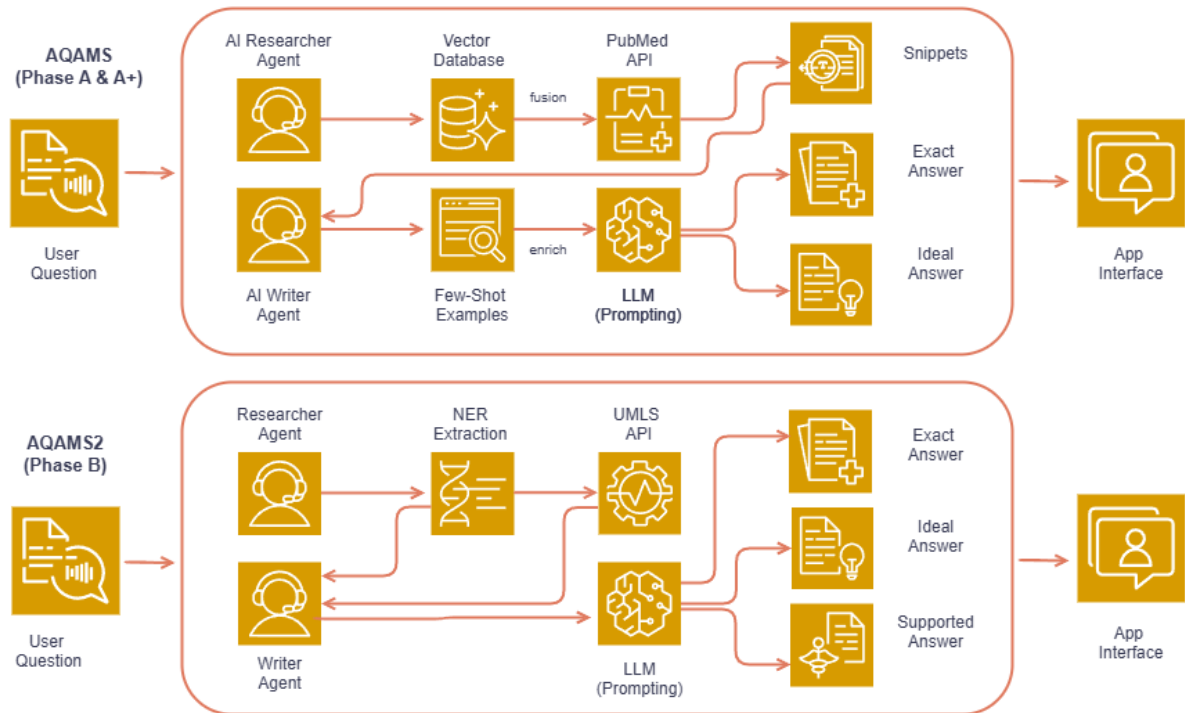 AQAMS
(Phase A & A+)
User
Question
AI Researcher
Agent
Vector
Database
fusion
PubMed
API
Snippets
AI Writer
Agent
Few-Shot
Examples
enrich
LLM
(Prompting)
Exact
Answer
Ideal
Answer
App
Interface
AQAMS2
(Phase B)
User
Question
Researcher
Agent
NER
Extraction
UMLS
API
Writer
Agent
LLM
(Prompting)
Exact
Answer
Ideal
Answer
Supported
Answer
App
Interface